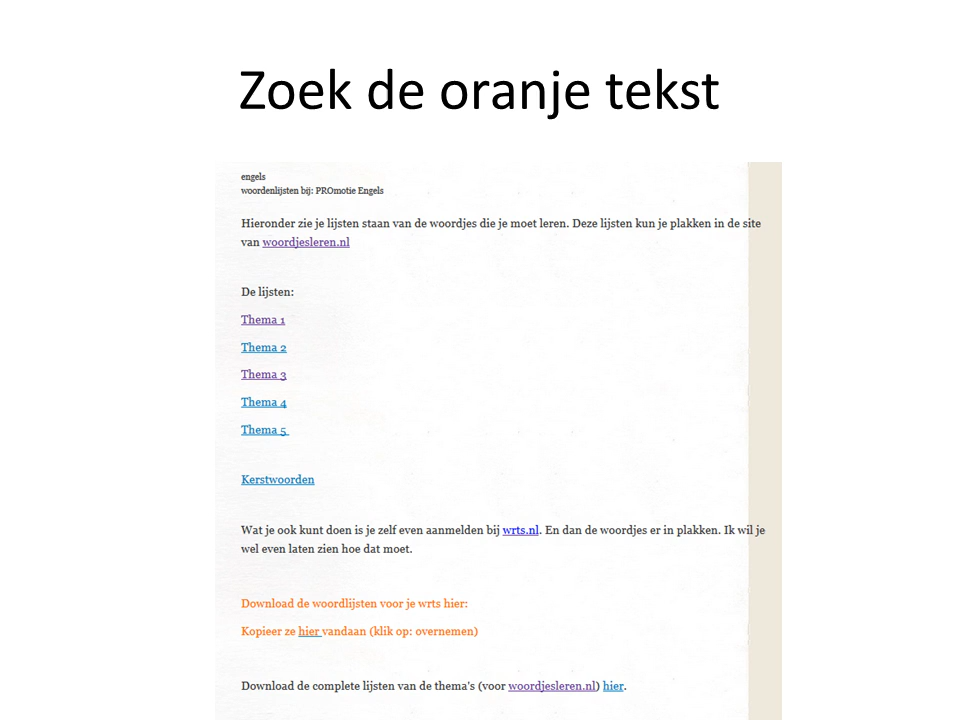 Zoek de oranje tekst
engels
woordenlijsten bij: PROmotie Engels
Hieronder zie je lijsten staan van de woordjes die je moet leren. Deze lijsten kun je plakken in de site
van woordjesleren.nl
De lijsten:
Thema 1
Thema 2
Thema 3
Thema 4
Thema 5
Kerstwoorden
Wat je ook kunt doen is je zelf even aanmelden bij wrts.nl. En dan de woordjes er in plakken. Ik wil je
wel even laten zien hoe dat moet.
Download de woordlijsten voor je wrts hier:
Kopieer ze hier vandaan (klik op: overnemen)
Download de complete lijsten van de thema's (voor woordjesleren.nl) hier.